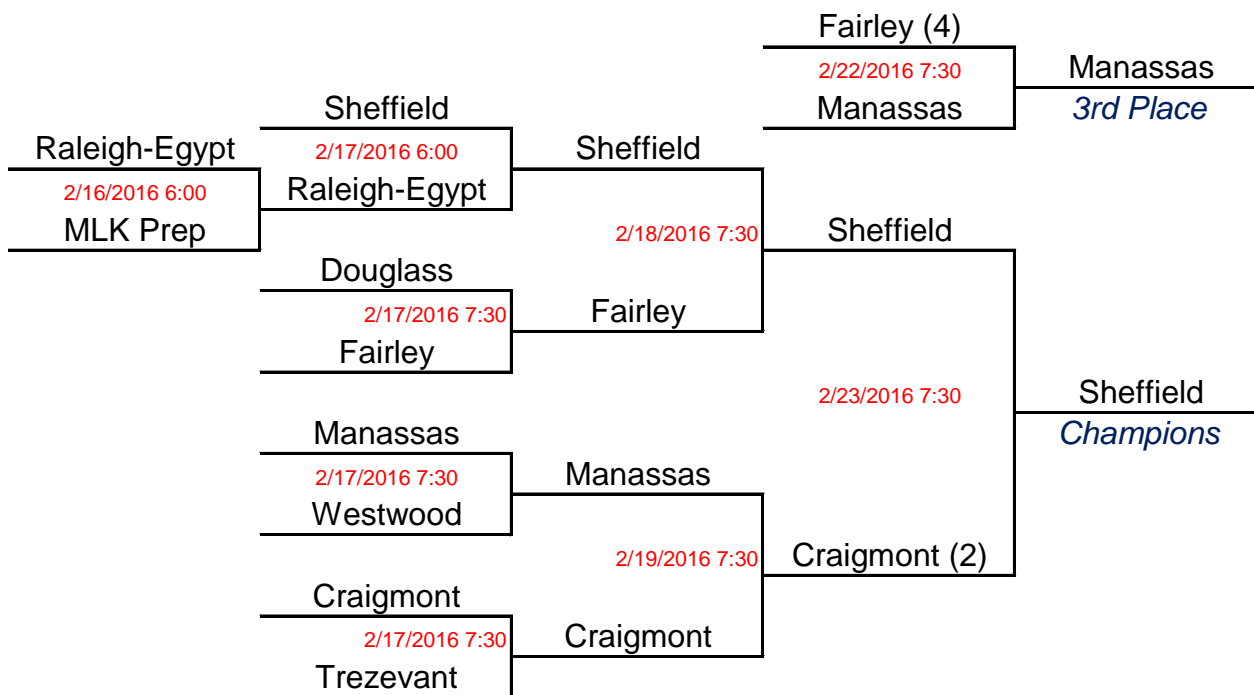 Fairley (4)
2/22/2016 7:30
Manassas
Manassas
3rd Place
Sheffield
Raleigh-Egypt
2/17/2016 6:00
Sheffield
2/16/2016 6:00
Raleigh-Egypt
MLK Prep
2/18/2016 7:30
Sheffield
Douglass
2/17/2016 7:30
Fairley
Fairley
2/23/2016 7:30
Sheffield
Champions
Manassas
2/17/2016 7:30
Manassas
Westwood
2/19/2016 7:30
Craigmont (2)
Craigmont
2/17/2016 7:30
Craigmont
Trezevant